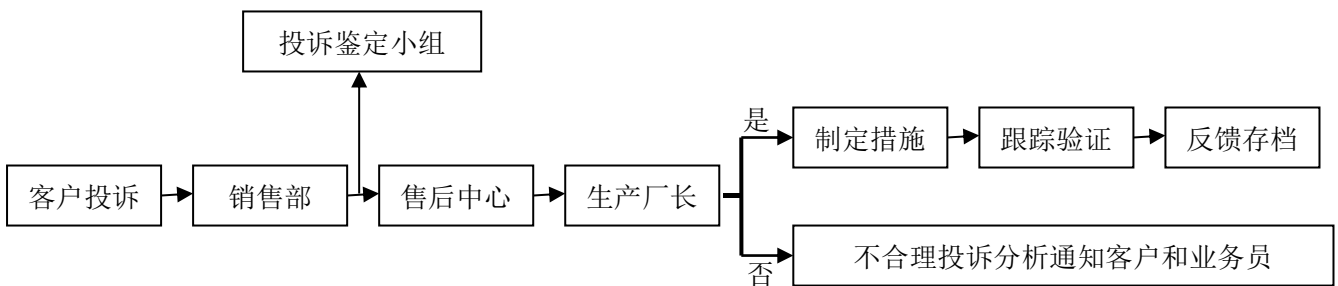 投诉鉴定小组
是
制定措施
跟踪验证
反馈存档
客户投诉
销售部
售后中心
生产厂长
否
不合理投诉分析通知客户和业务员